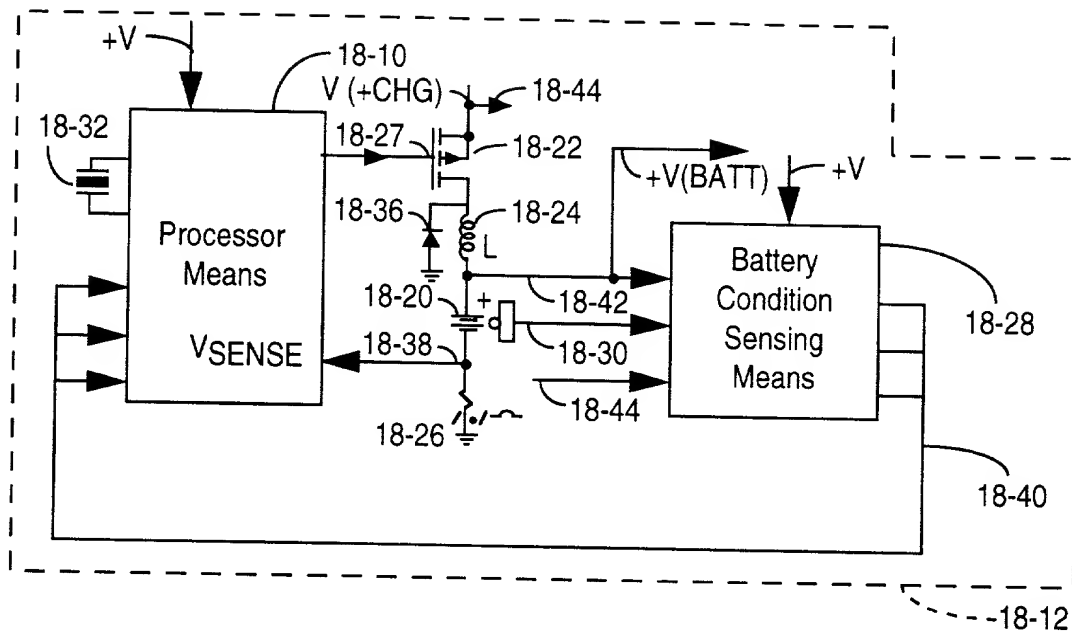 +V
18-10
V (+CHG)
18-44
18-32
18-27
18-22
+V(BATT)
+V
18-36
18-24
L
Processor
Means
Battery
Condition
Sensing
Means
18-20
+
18-42
18-28
VSENSE
18-38
18-30
18-44
18-26
18-40
18-12